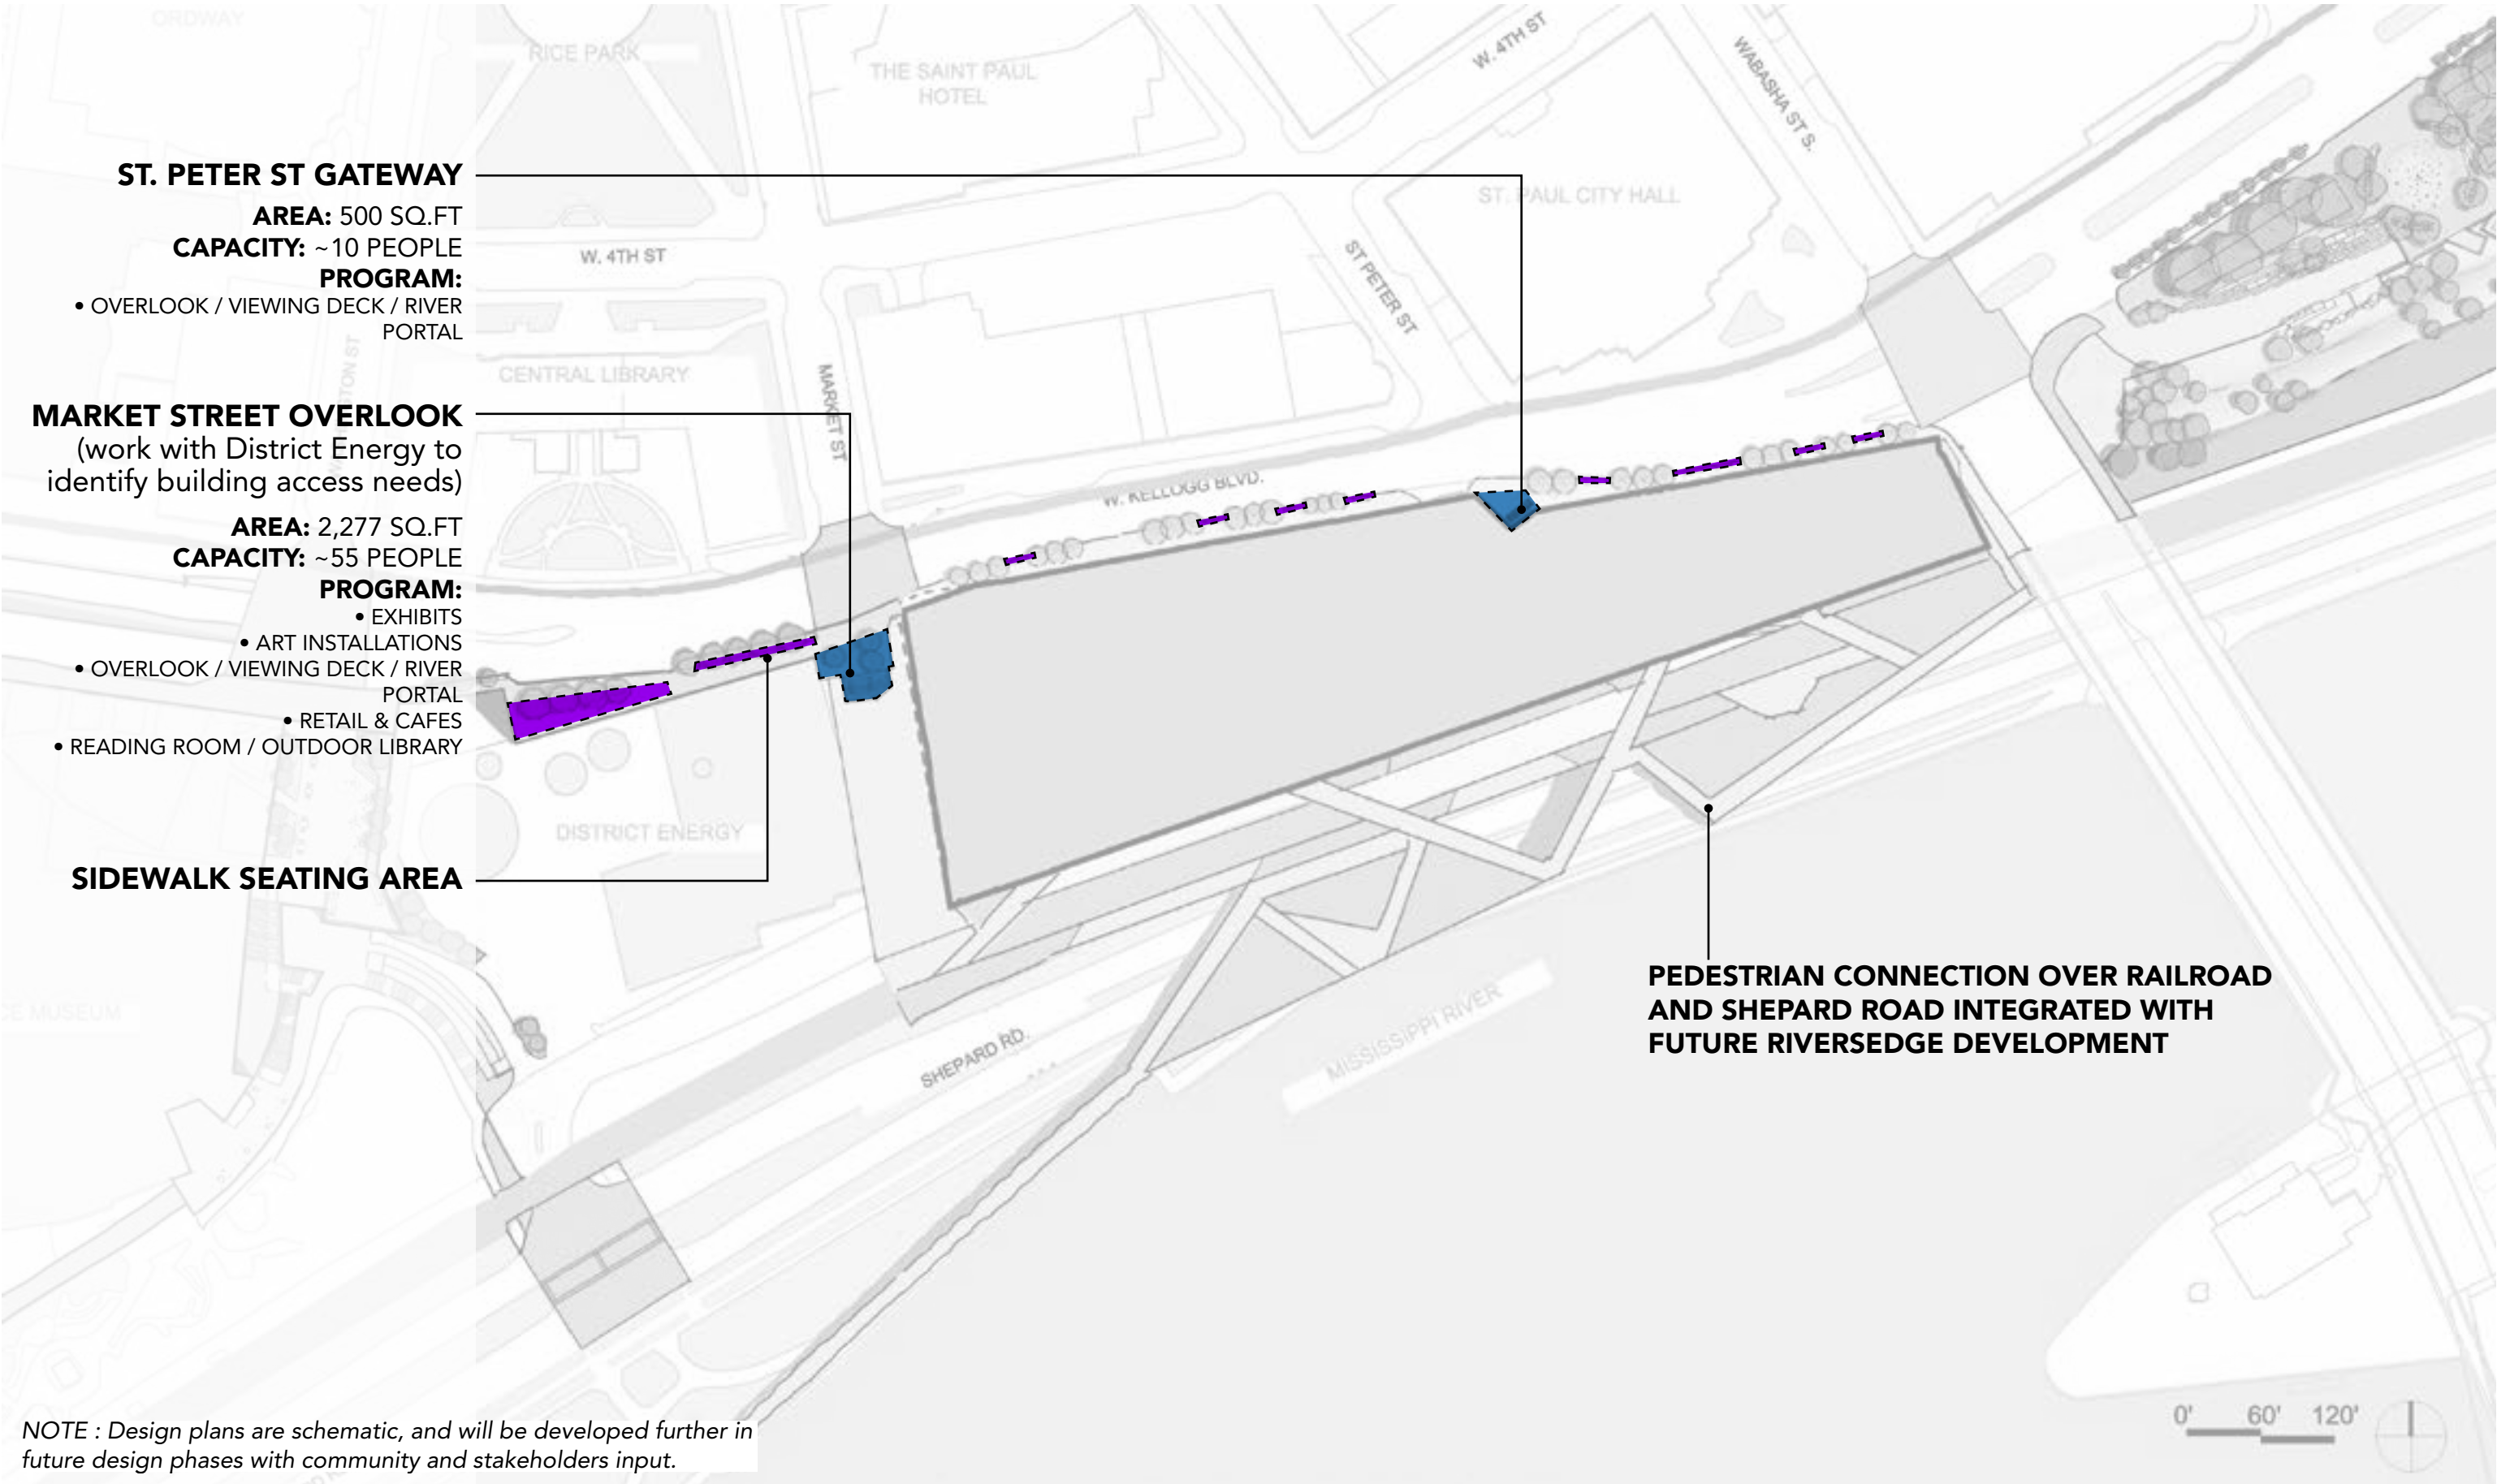 ORDWAY
RICE PARK
THE SAINT PAUL
HOTEL
W. 4TH ST
WABASHA ST S.
ST. PETER ST GATEWAY
AREA: 500 SQ.FT
CAPACITY: ~10 PEOPLE
PROGRAM:
• OVERLOOK / VIEWING DECK / RIVER
PORTAL
ST. PAUL CITY HALL
W. 4TH ST
ST PETER ST
CENTRAL LIBRARY
MARKET ST
MARKET STREET OVERLOOK
(work with District Energy to
identify building access needs)
AREA: 2,277 SQ.FT
CAPACITY: ~55 PEOPLE
PROGRAM:
• EXHIBITS
• ART INSTALLATIONS
• OVERLOOK / VIEWING DECK / RIVER
PORTAL
• RETAIL & CAFES
• READING ROOM / OUTDOOR LIBRARY
W. KELLOGG BLVD.
DISTRICT ENERGY
SIDEWALK SEATING AREA
MUSEUM
SHEPARD RD.
MISSISSIPPI RIVER
PEDESTRIAN CONNECTION OVER RAILROAD
AND SHEPARD ROAD INTEGRATED WITH
FUTURE RIVERSEDGE DEVELOPMENT
NOTE : Design plans are schematic, and will be developed further in
future design phases with community and stakeholders input.
0' 60' 120'